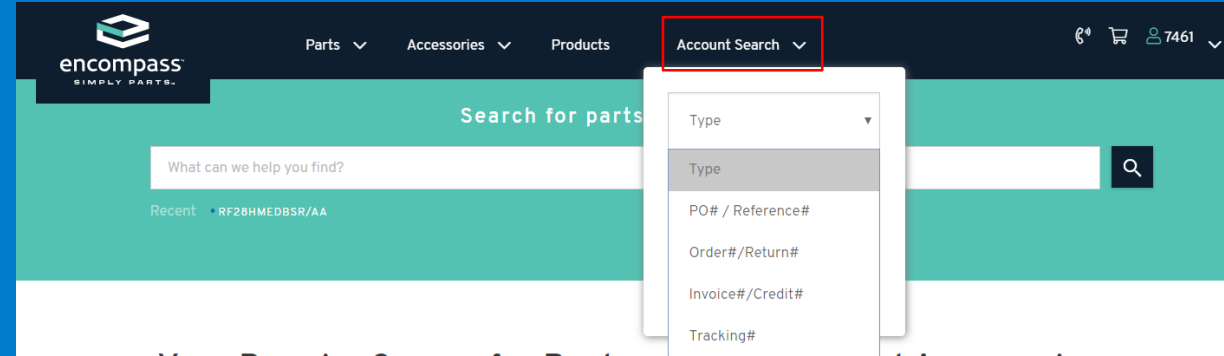 encompass
SIMPLY PARTS™
Parts
Accessories
Products
Account Search
7461
Search for parts
Type
What can we help you find?
Type
Recent • RF28HMEDBSR/AA
PO# / Reference#
Order#/Return#
Invoice#/Credit#
Tracking#